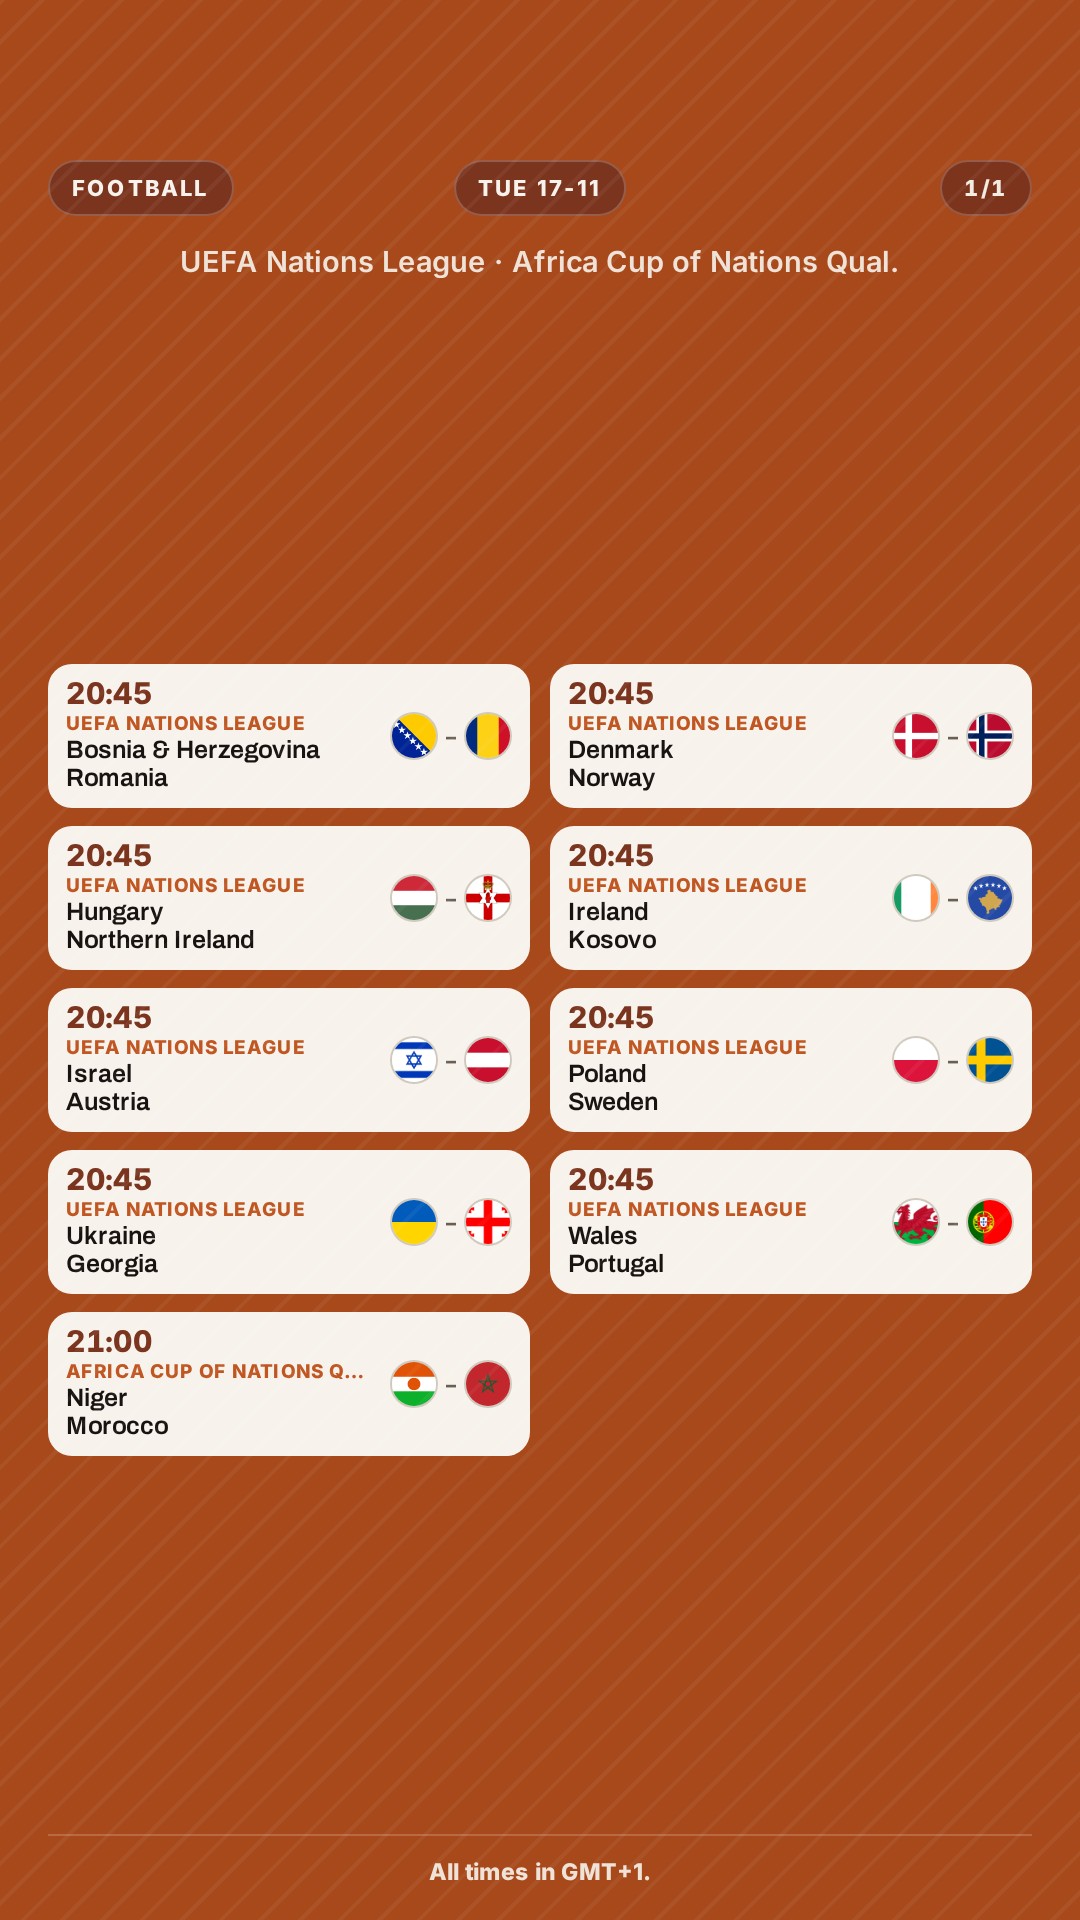 FOOTBALL
TUE 17-11
1/1
UEFA Nations League · Africa Cup of Nations Qual.
20:45
UEFA NATIONS LEAGUE
Bosnia & Herzegovina
Romania
20:45
UEFA NATIONS LEAGUE
Denmark
Norway
20:45
UEFA NATIONS LEAGUE
Hungary
Northern Ireland
20:45
UEFA NATIONS LEAGUE
Ireland
Kosovo
20:45
UEFA NATIONS LEAGUE
Israel
Austria
20:45
UEFA NATIONS LEAGUE
Poland
Sweden
20:45
UEFA NATIONS LEAGUE
Ukraine
Georgia
20:45
UEFA NATIONS LEAGUE
Wales
Portugal
21:00
AFRICA CUP OF NATIONS Q...
Niger
Morocco
All times in GMT+1.